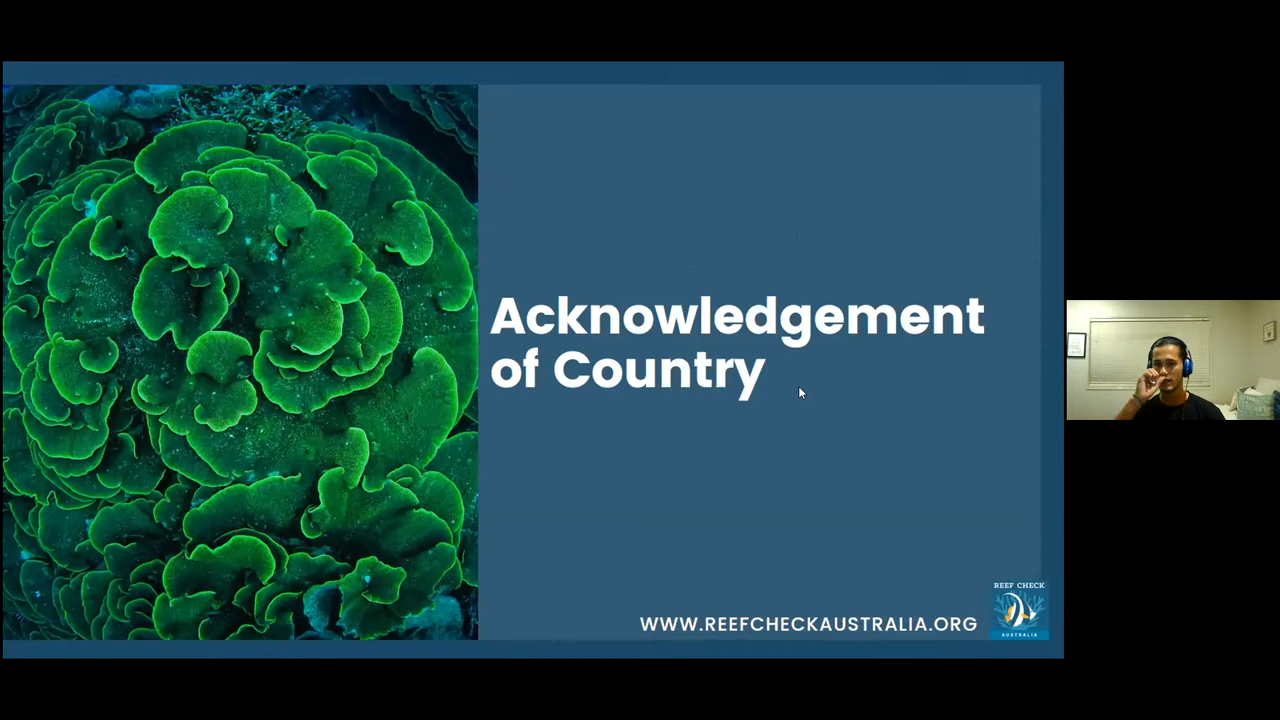 Acknowledgement
of Country
WWW.REEFCHECKAUSTRALIA.ORG
REEF CHECK
AUSTRALIA